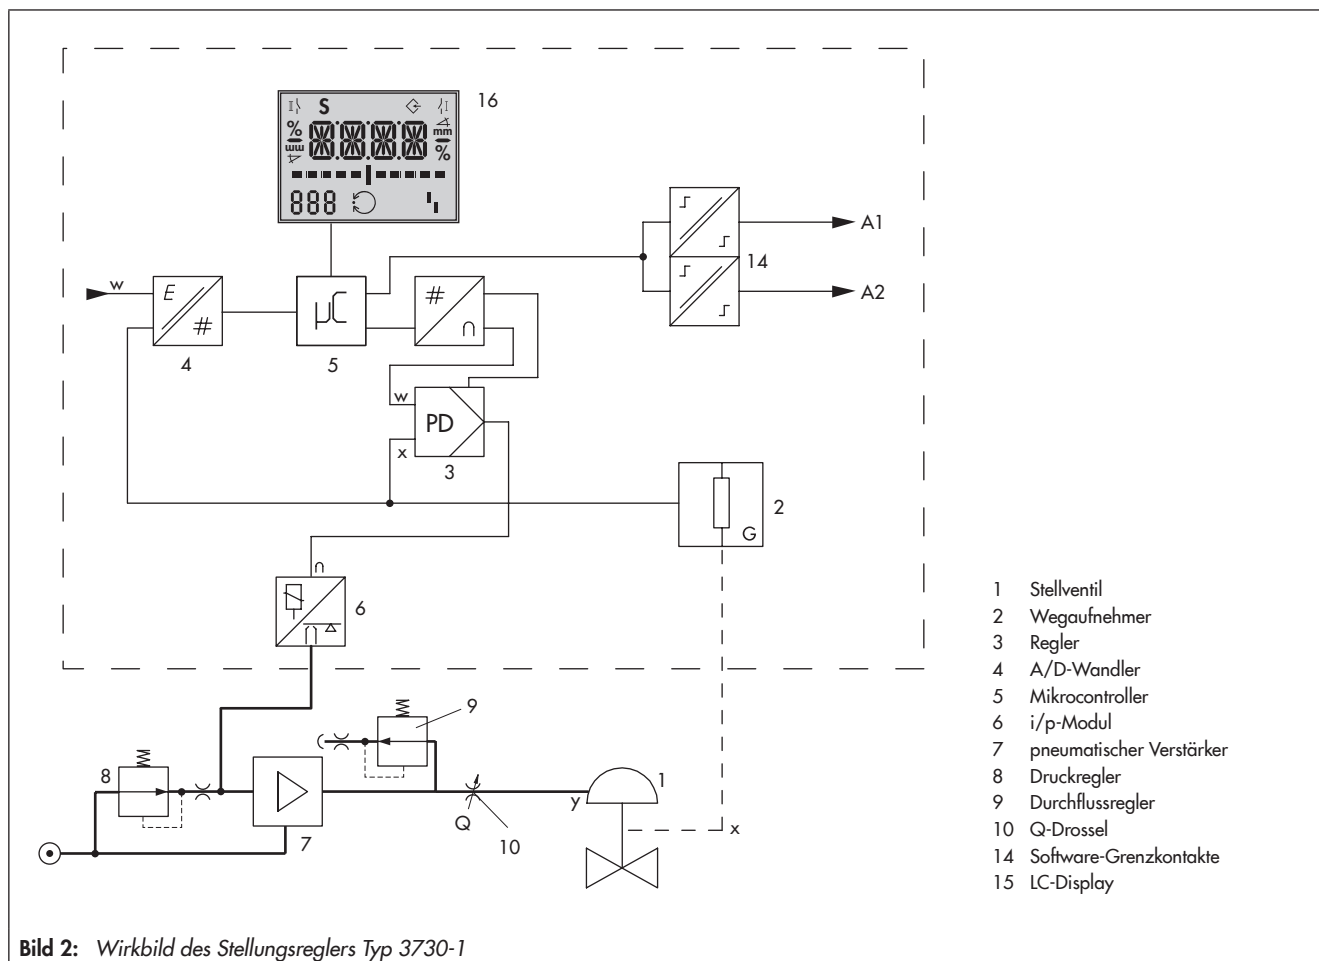 S
16
%
mm
mm
%
888
A1
14
A2
w
E
#
4
µC
5
#
∩
w
PD
x
3
2
G
∩
6
9
8
7
Q
10
y
1
x
1 Stellventil
2 Wegaufnehmer
3 Regler
4 A/D-Wandler
5 Mikrocontroller
6 i/p-Modul
7 pneumatischer Verstärker
8 Druckregler
9 Durchflussregler
10 Q-Drossel
14 Software-Grenzkontakte
15 LC-Display
Bild 2: Wirkbild des Stellungsreglers Typ 3730-1